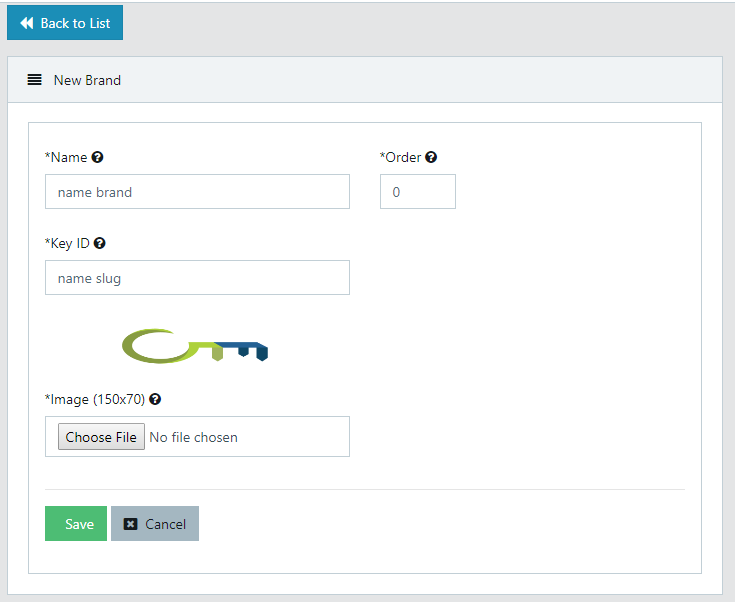 Back to List
New Brand
*Name
*Order
name brand
0
*Key ID
name slug
*Image (150x70)
Choose File No file chosen
Save
Cancel